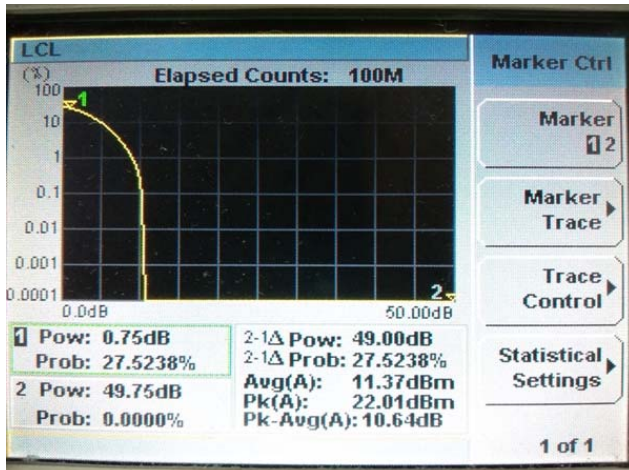 LCL
(%)
Elapsed Counts: 100M
100
1
10
1
0.1
0.01
0.001
0.0001
2
0.0dB
50.00dB
1 Pow: 0.75dB
Prob: 27.5238%
2 Pow: 49.75dB
Prob: 0.0000%
2-1Δ Pow: 49.00dB
2-1Δ Prob: 27.5238%
Avg(A): 11.37dBm
Pk(A): 22.01dBm
Pk-Avg(A): 10.64dB
Marker Ctrl
Marker
1 2
Marker
Trace
Trace
Control
Statistical
Settings
1 of 1